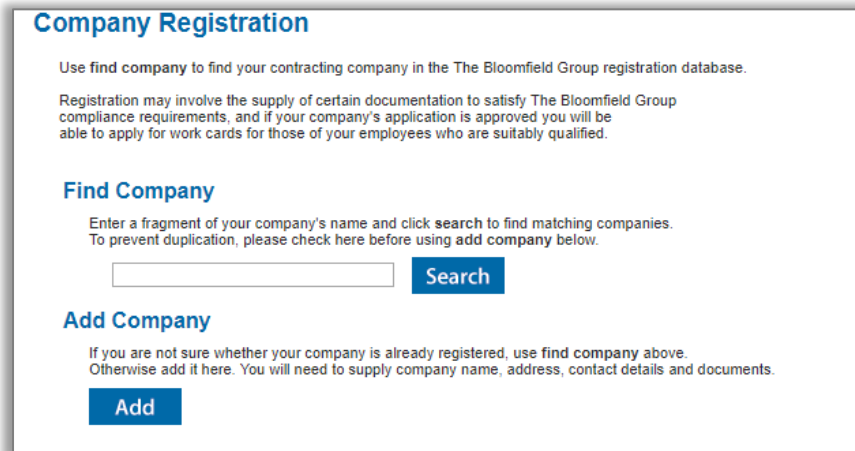 Company Registration
Use find company to find your contracting company in the The Bloomfield Group registration database.
Registration may involve the supply of certain documentation to satisfy The Bloomfield Group
compliance requirements, and if your company's application is approved you will be
able to apply for work cards for those of your employees who are suitably qualified.
Find Company
Enter a fragment of your company's name and click search to find matching companies.
To prevent duplication, please check here before using add company below.
Search
Add Company
If you are not sure whether your company is already registered, use find company above.
Otherwise add it here. You will need to supply company name, address, contact details and documents.
Add